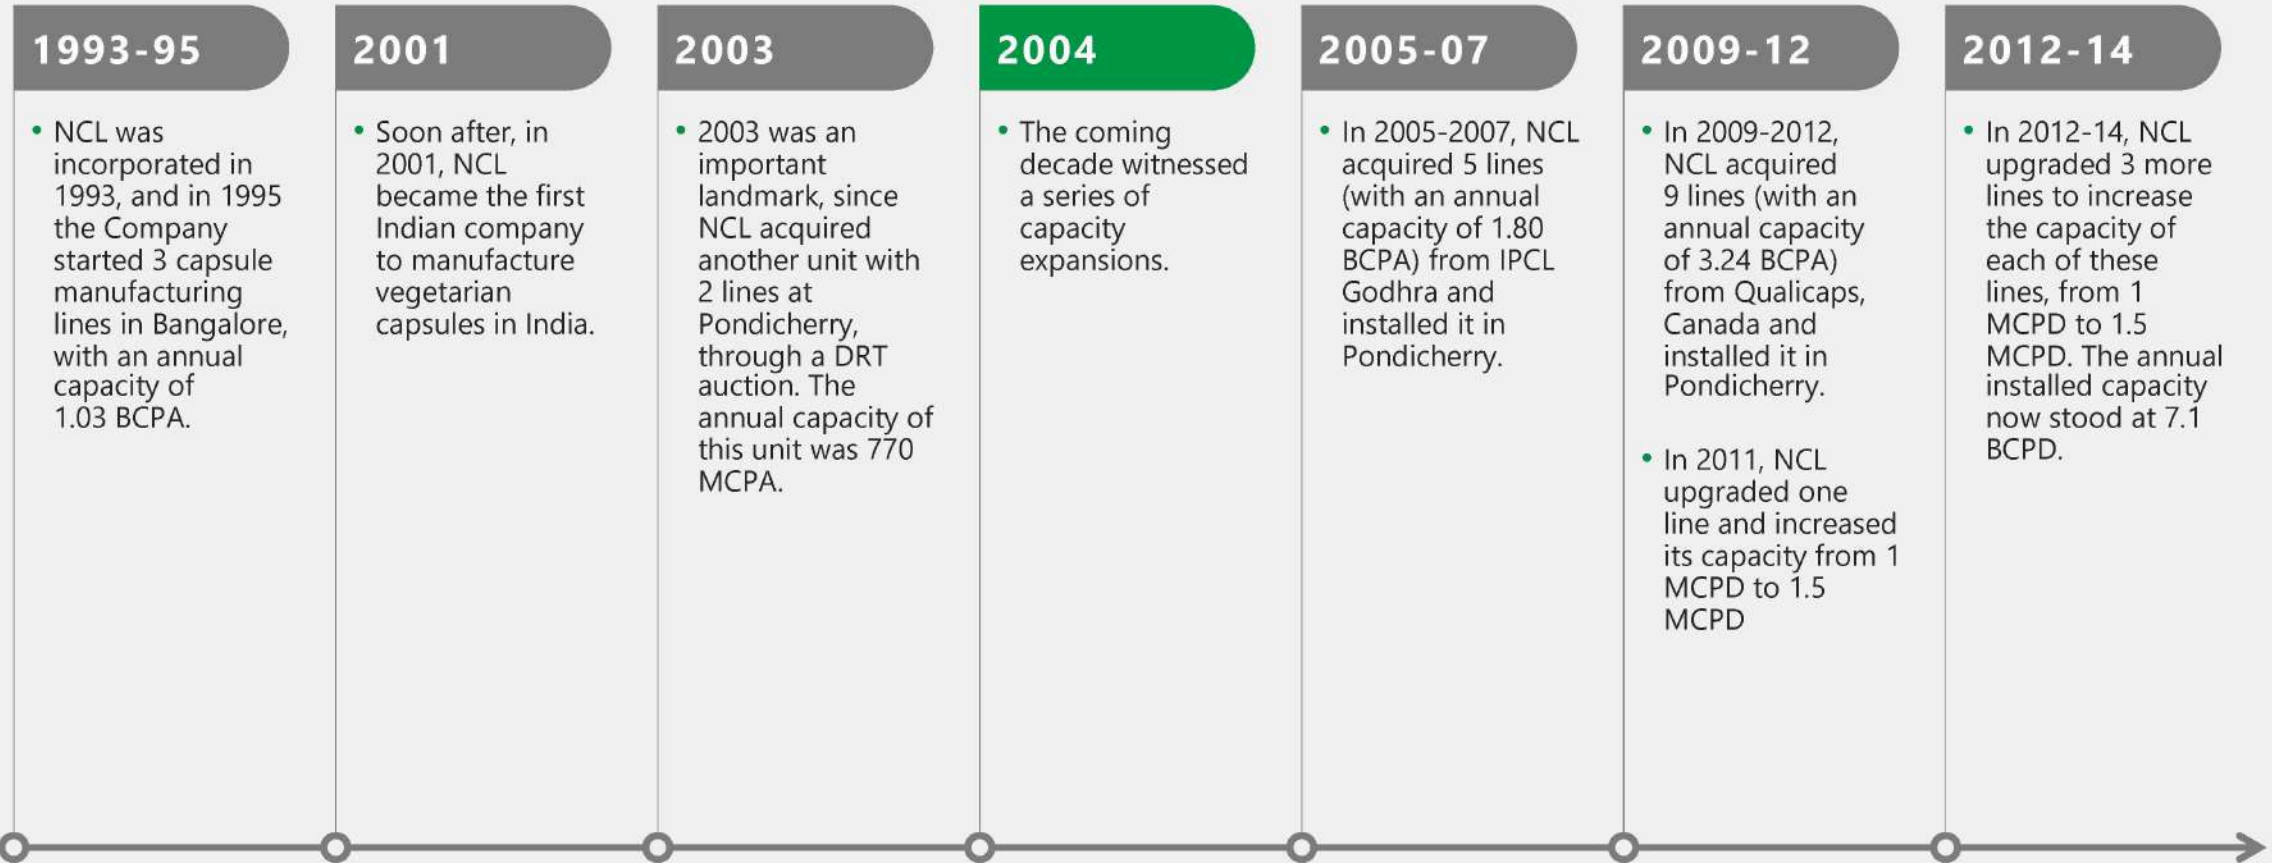 1993-95
• NCL was
incorporated in
1993, and in 1995
the Company
started 3 capsule
manufacturing
lines in Bangalore,
with an annual
capacity of
1.03 BCPA.
2001
• Soon after, in
2001, NCL
became the first
Indian company
to manufacture
vegetarian
capsules in India.
2003
• 2003 was an
important
landmark, since
NCL acquired
another unit with
2 lines at
Pondicherry,
through a DRT
auction. The
annual capacity of
this unit was 770
MCPA.
2004
• The coming
decade witnessed
a series of
capacity
expansions.
2005-07
• In 2005-2007, NCL
acquired 5 lines
(with an annual
capacity of 1.80
BCPA) from IPCL
Godhra and
installed it in
Pondicherry.
2009-12
• In 2009-2012,
NCL acquired
9 lines (with an
annual capacity
of 3.24 BCPA)
from Qualicaps,
Canada and
installed it in
Pondicherry.
• In 2011, NCL
upgraded one
line and increased
its capacity from 1
MCPD to 1.5
MCPD
2012-14
• In 2012-14, NCL
upgraded 3 more
lines to increase
the capacity of
each of these
lines, from 1
MCPD to 1.5
MCPD. The annual
installed capacity
now stood at 7.1
BCPD.